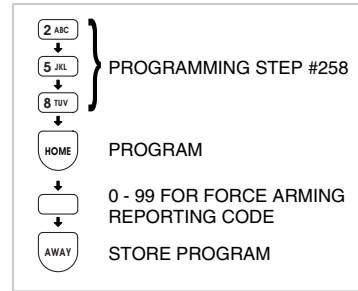 2 ABC
5 JKL
8 TUV
PROGRAMMING STEP #258
HOME
PROGRAM
0 - 99 FOR FORCE ARMING
REPORTING CODE
AWAY
STORE PROGRAM